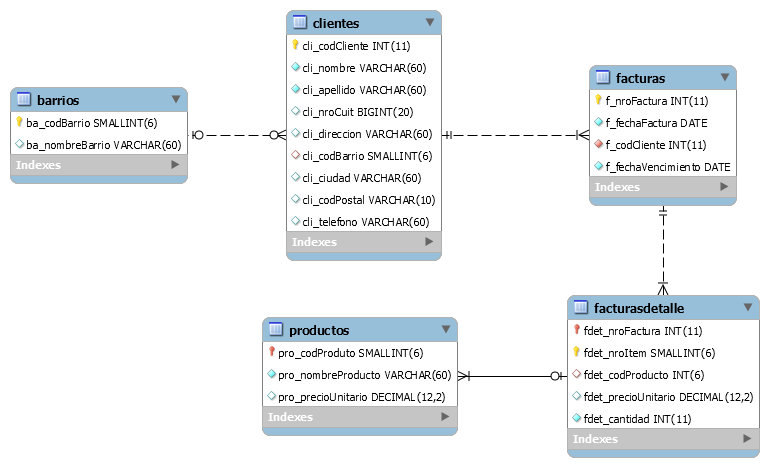 clientes
cli_codCliente INT(11)
cli_nombre VARCHAR(60)
cli_apellido VARCHAR(60)
cli_nroCuit BIGINT(20)
cli_direccion VARCHAR(60)
cli_codBarrio SMALLINT(6)
cli_ciudad VARCHAR(60)
cli_codPostal VARCHAR(10)
cli_telefono VARCHAR(60)
Indexes
barrios
ba_codBarrio SMALLINT(6)
ba_nombreBarrio VARCHAR(60)
Indexes
facturas
f_nroFactura INT(11)
f_fechaFactura DATE
f_codCliente INT(11)
f_fechaVencimiento DATE
Indexes
productos
pro_codProduto SMALLINT(6)
pro_nombreProducto VARCHAR(60)
pro_precioUnitario DECIMAL(12,2)
Indexes
facturasdetalle
fdet_nroFactura INT(11)
fdet_nroItem SMALLINT(6)
fdet_codProducto INT(6)
fdet_precioUnitario DECIMAL(12,2)
fdet_cantidad INT(11)
Indexes